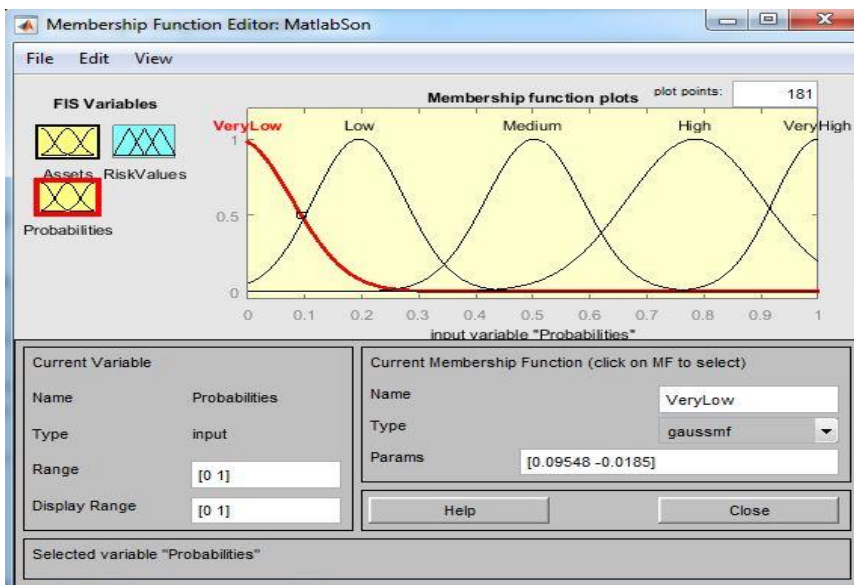 Membership Function Editor: MatlabSon
File Edit View
FIS Variables
Assets RiskValues
Probabilities
Membership function plots
plot points: 181
VeryLow Low Medium High VeryHigh
1
0.5
0
0 0.1 0.2 0.3 0.4 0.5 0.6 0.7 0.8 0.9 1
input variable "Probabilities"
Current Variable
Name Probabilities
Type input
Range [0 1]
Display Range [0 1]
Current Membership Function (click on MF to select)
Name VeryLow
Type gaussmf
Params [0.09548 -0.0185]
Help Close
Selected variable "Probabilities"